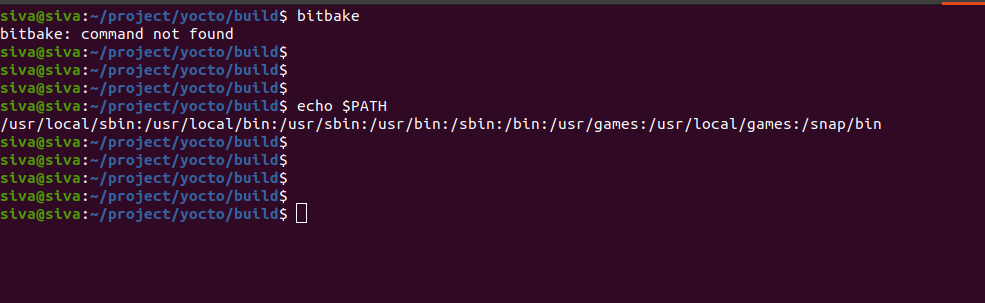 siva@siva:~/project/yocto/build$ bitbake
bitbake: command not found
siva@siva:~/project/yocto/build$
siva@siva:~/project/yocto/build$
siva@siva:~/project/yocto/build$
siva@siva:~/project/yocto/build$ echo $PATH
/usr/local/sbin:/usr/local/bin:/usr/sbin:/usr/bin:/sbin:/bin:/usr/games:/usr/local/games:/snap/bin
siva@siva:~/project/yocto/build$
siva@siva:~/project/yocto/build$
siva@siva:~/project/yocto/build$
siva@siva:~/project/yocto/build$
siva@siva:~/project/yocto/build$